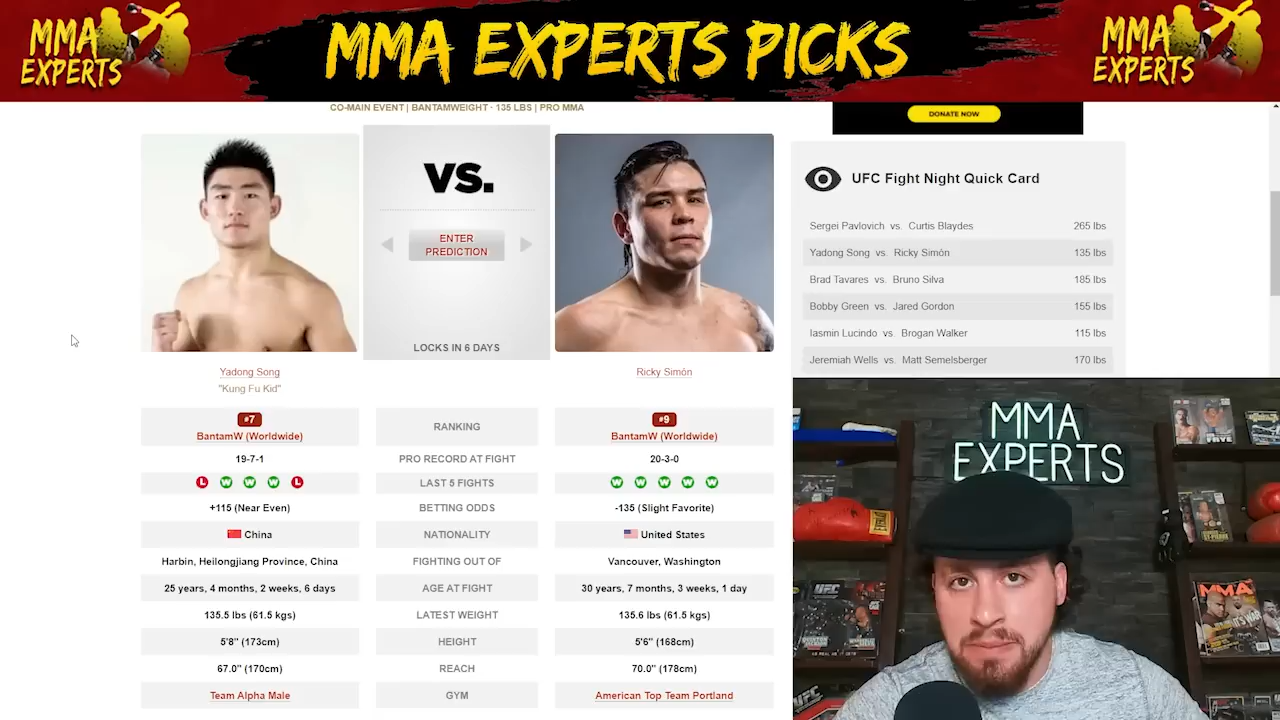 MMA
EXPERTS
MMA EXPERTS PICKS
MMA
EXPERTS
CO-MAIN EVENT | BANTAMWEIGHT · 135 LBS | PRO MMA
VS.
ENTER
PREDICTION
LOCKS IN 6 DAYS
Yadong Song
"Kung Fu Kid"
Ricky Simón
#7
BantamW (Worldwide)
RANKING
#9
BantamW (Worldwide)
19-7-1
PRO RECORD AT FIGHT
20-3-0
L W W W L
LAST 5 FIGHTS
W W W W W
+115 (Near Even)
BETTING ODDS
-135 (Slight Favorite)
China
NATIONALITY
United States
Harbin, Heilongjiang Province, China
FIGHTING OUT OF
Vancouver, Washington
25 years, 4 months, 2 weeks, 6 days
AGE AT FIGHT
30 years, 7 months, 3 weeks, 1 day
135.5 lbs (61.5 kgs)
LATEST WEIGHT
135.6 lbs (61.5 kgs)
5'8" (173cm)
HEIGHT
5'6" (168cm)
67.0" (170cm)
REACH
70.0" (178cm)
Team Alpha Male
GYM
American Top Team Portland
DONATE NOW
UFC Fight Night Quick Card
Sergei Pavlovich vs. Curtis Blaydes 265 lbs
Yadong Song vs. Ricky Simón 135 lbs
Brad Tavares vs. Bruno Silva 185 lbs
Bobby Green vs. Jared Gordon 155 lbs
Iasmin Lucindo vs. Brogan Walker 115 lbs
Jeremiah Wells vs. Matt Semelsberger 170 lbs
MMA
EXPERTS
FRYE
UFC
MMA
UFC